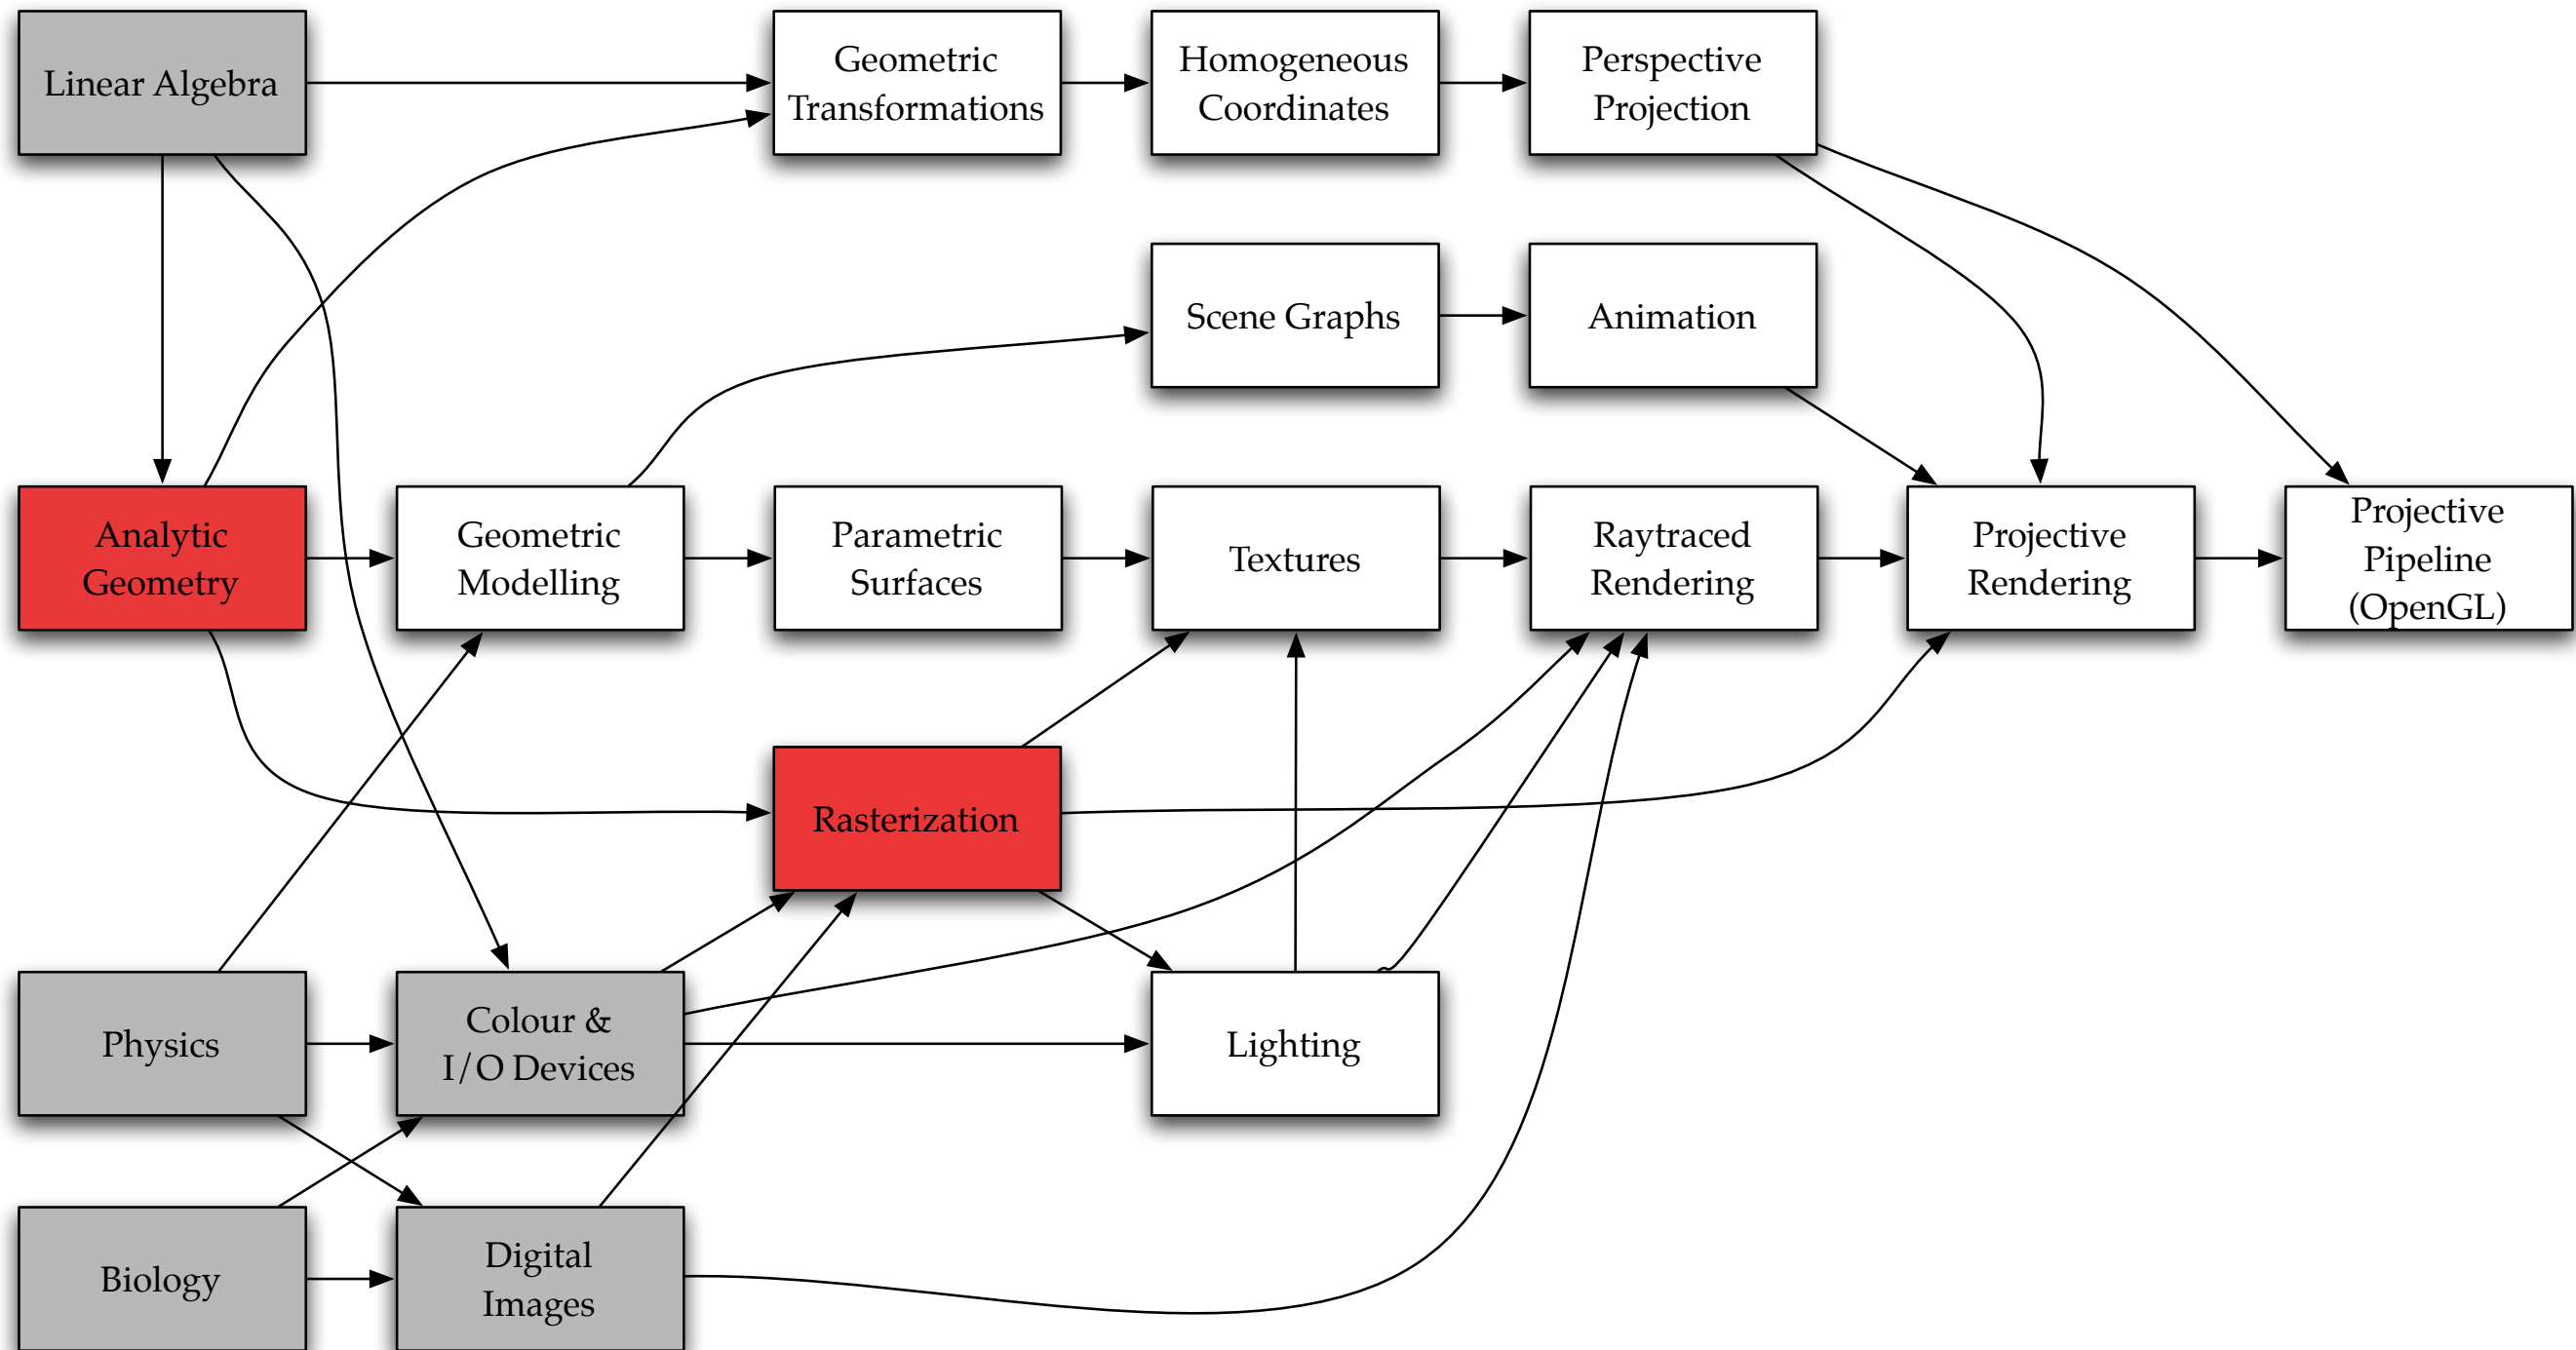 Linear Algebra
Geometric
Transformations
Homogeneous
Coordinates
Perspective
Projection
Scene Graphs
Animation
Analytic
Geometry
Geometric
Modelling
Parametric
Surfaces
Textures
Raytraced
Rendering
Projective
Rendering
Projective
Pipeline
(OpenGL)
Rasterization
Physics
Colour &
I/O Devices
Lighting
Biology
Digital
Images